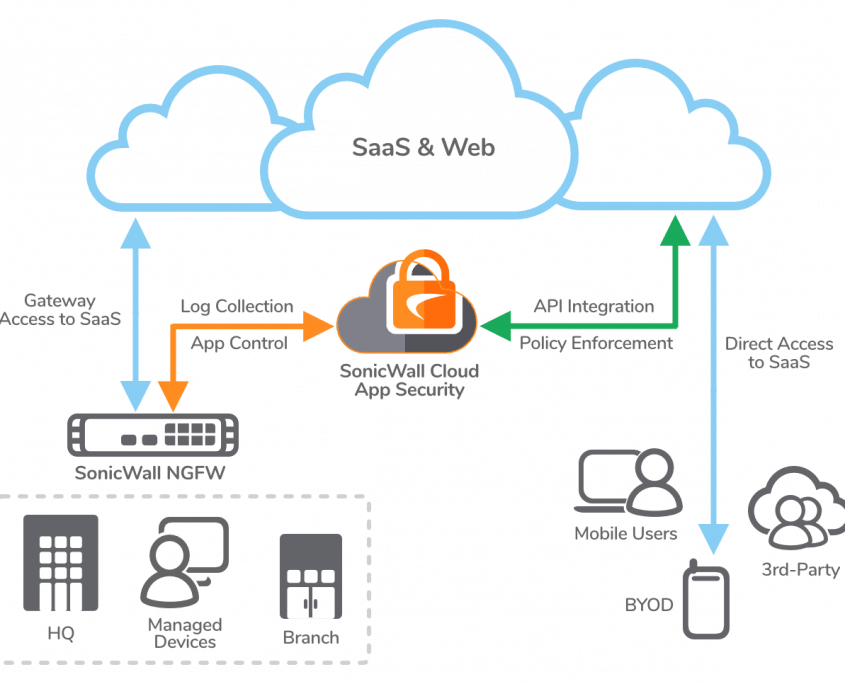 SaaS & Web
Gateway
Access to SaaS
Log Collection
App Control
API Integration
Policy Enforcement
Direct Access
to SaaS
SonicWall Cloud
App Security
SonicWall NGFW
Mobile Users
3rd-Party
BYOD
HQ
Managed
Devices
Branch